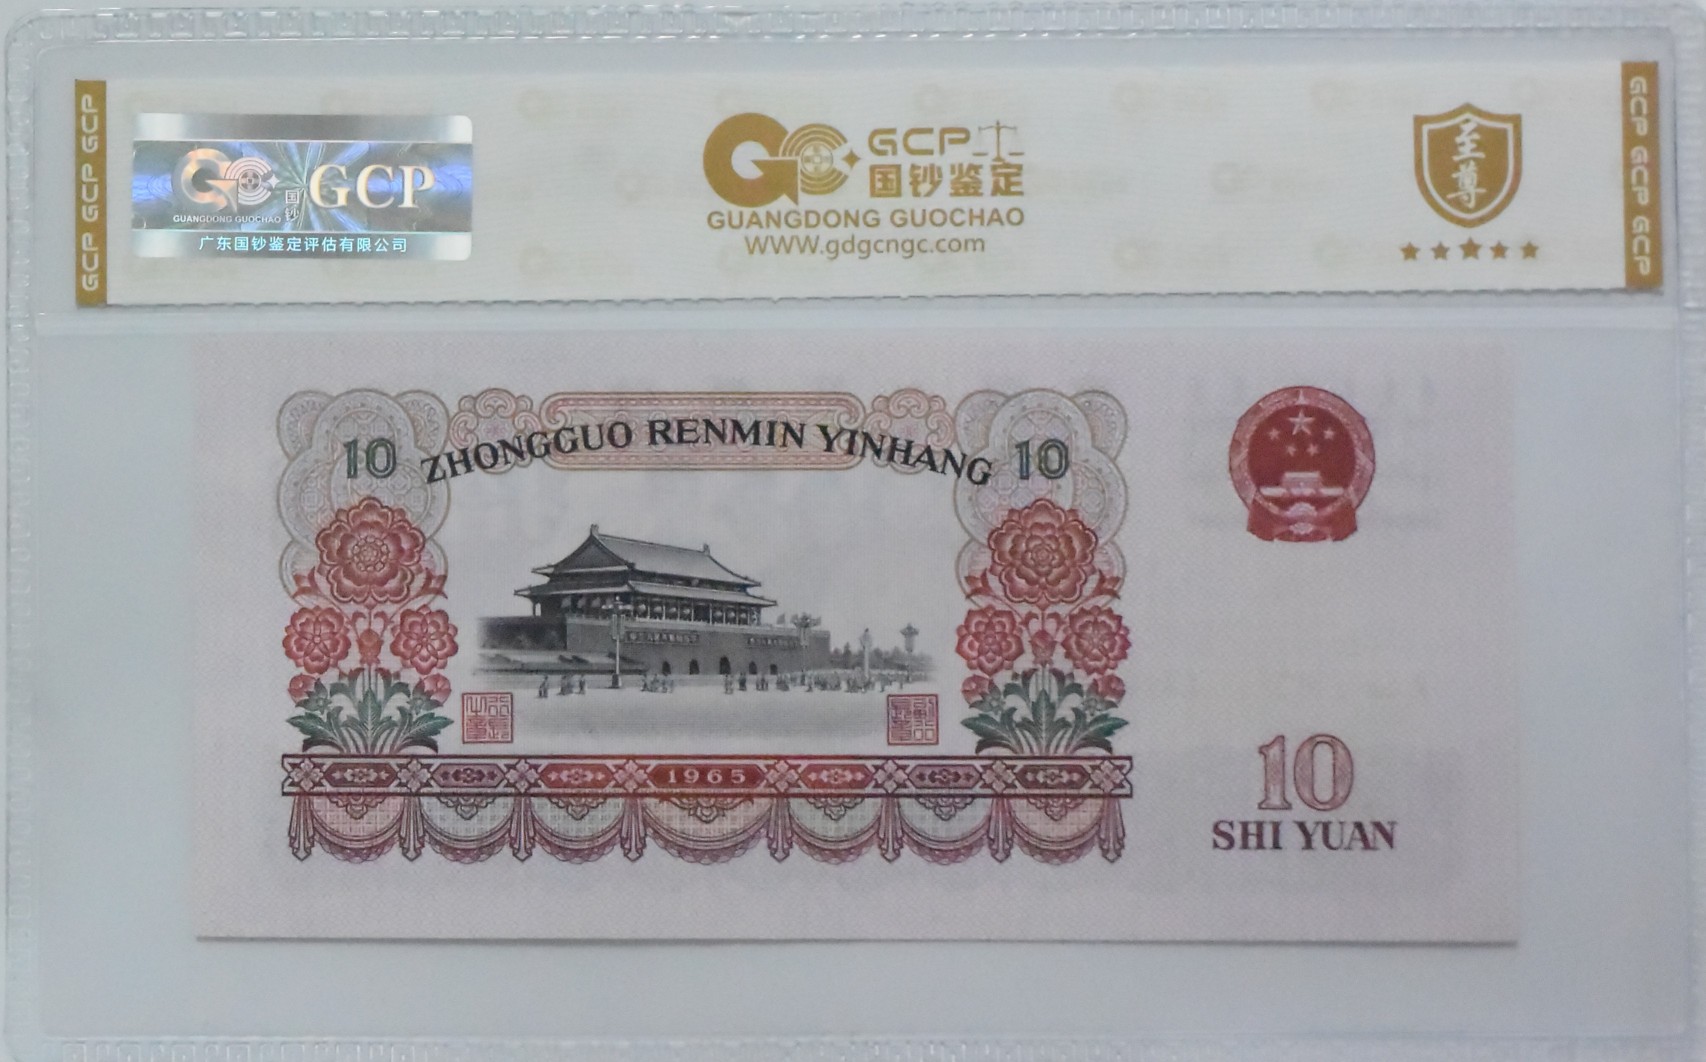 GCP GCP GCP
GCP
国
钞
GUANGDONG GUOCHAO
广东国钞鉴定评估有限公司
GCP
国钞鉴定
GUANGDONG GUOCHAO
WWW.gdgcngc.com
至
尊
GCP GCP GCP
10 ZHONGGUO RENMIN YINHANG 10
1965
10
SHI YUAN